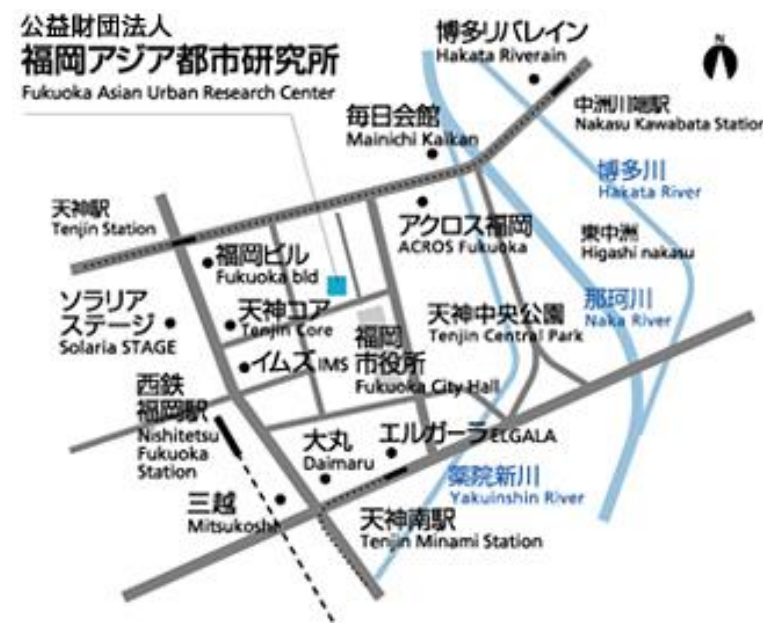 公益財団法人
福岡アジア都市研究所
Fukuoka Asian Urban Research Center
博多リバレイン
Hakata Riverain
N
毎日会館
Mainichi Kaikan
中洲川端駅
Nakasu Kawabata Station
博多川
Hakata River
天神駅
Tenjin Station
アクロス福岡
ACROS Fukuoka
東中洲
Higashi nakasu
福岡ビル
Fukuoka bld
那珂川
Naka River
ソラリア
ステージ
Solaria STAGE
天神コア
Tenjin Core
天神中央公園
Tenjin Central Park
イムズ IMS
福岡
市役所
Fukuoka City Hall
西鉄
福岡駅
Nishitetsu
Fukuoka
Station
大丸
Daimaru
エルガーラ ELGALA
薬院新川
Yakuinshin River
三越
Mitsukoshi
天神南駅
Tenjin Minami Station